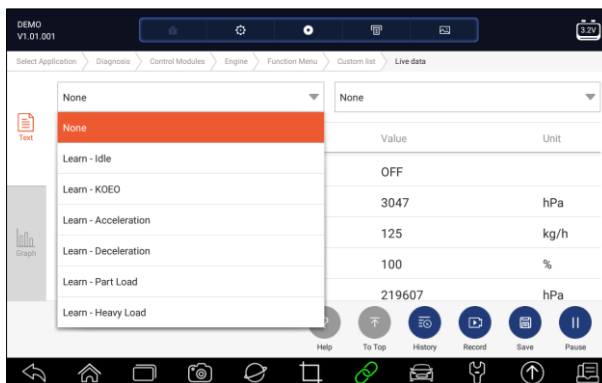 DEMO
V1.01.001
3.2V
Select Application Diagnosis Control Modules Engine Function Menu Custom list Live data
None None
Text
None
Value Unit
Learn - Idle
OFF
Learn - KOEO
3047 hPa
Learn - Acceleration
125 kg/h
Graph
Learn - Deceleration
100 %
Learn - Part Load
219607 hPa
Learn - Heavy Load
Help To Top History Record Save Pause